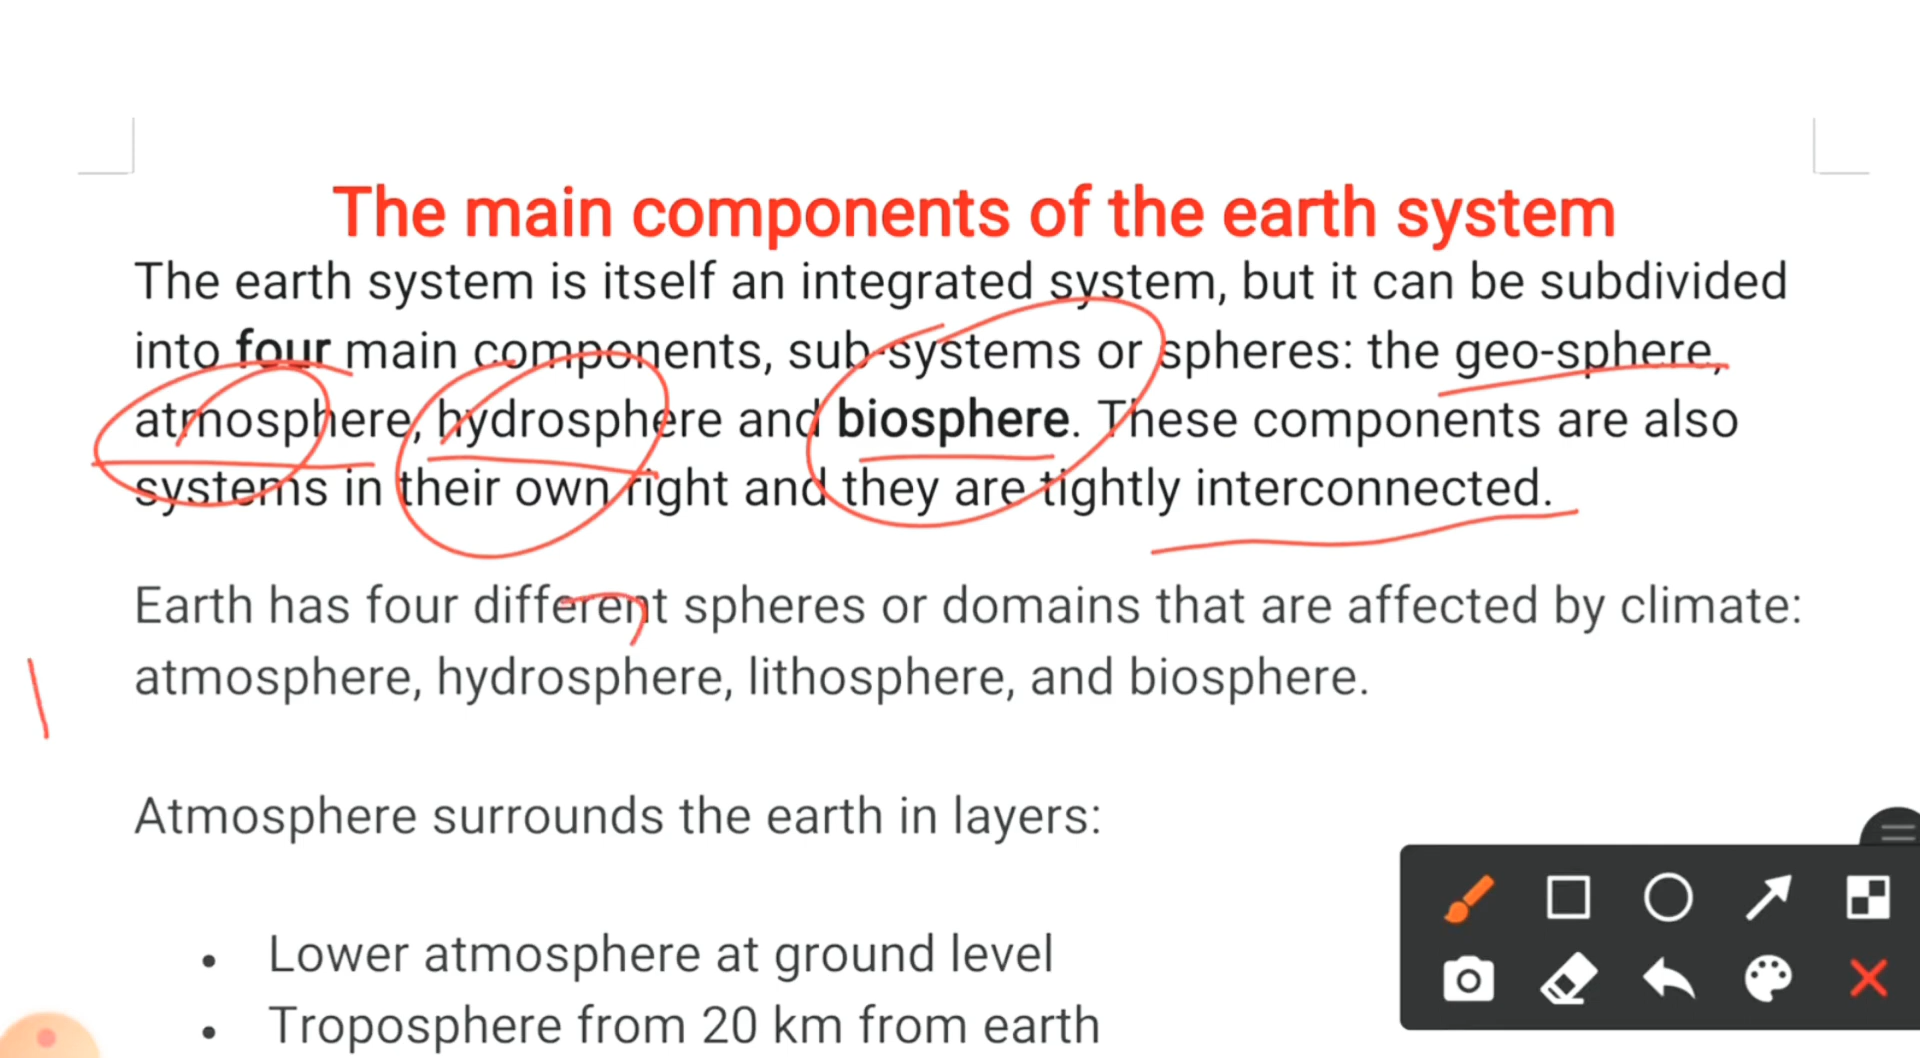 The main components of the earth system
The earth system is itself an integrated system, but it can be subdivided
into four main components, sub-systems or spheres: the geo-sphere,
atmosphere, hydrosphere and biosphere. These components are also
systems in their own right and they are tightly interconnected.
Earth has four different spheres or domains that are affected by climate:
atmosphere, hydrosphere, lithosphere, and biosphere.
Atmosphere surrounds the earth in layers:
• Lower atmosphere at ground level
• Troposphere from 20 km from earth